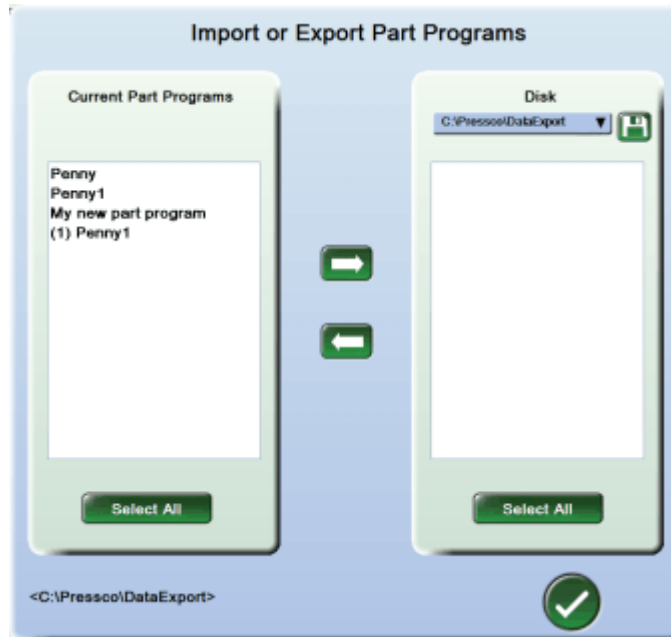 Import or Export Part Programs
Current Part Programs
Penny
Penny1
My new part program
(1) Penny1
Select All
Disk
C:\Pressco\DataExport
Select All
<C:\Pressco\DataExport>